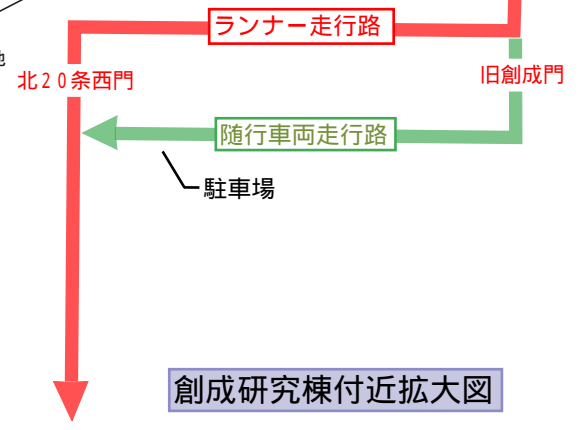 ランナー走行路
北２０条西門
旧創成門
随行車両走行路
駐車場
創成研究棟付近拡大図